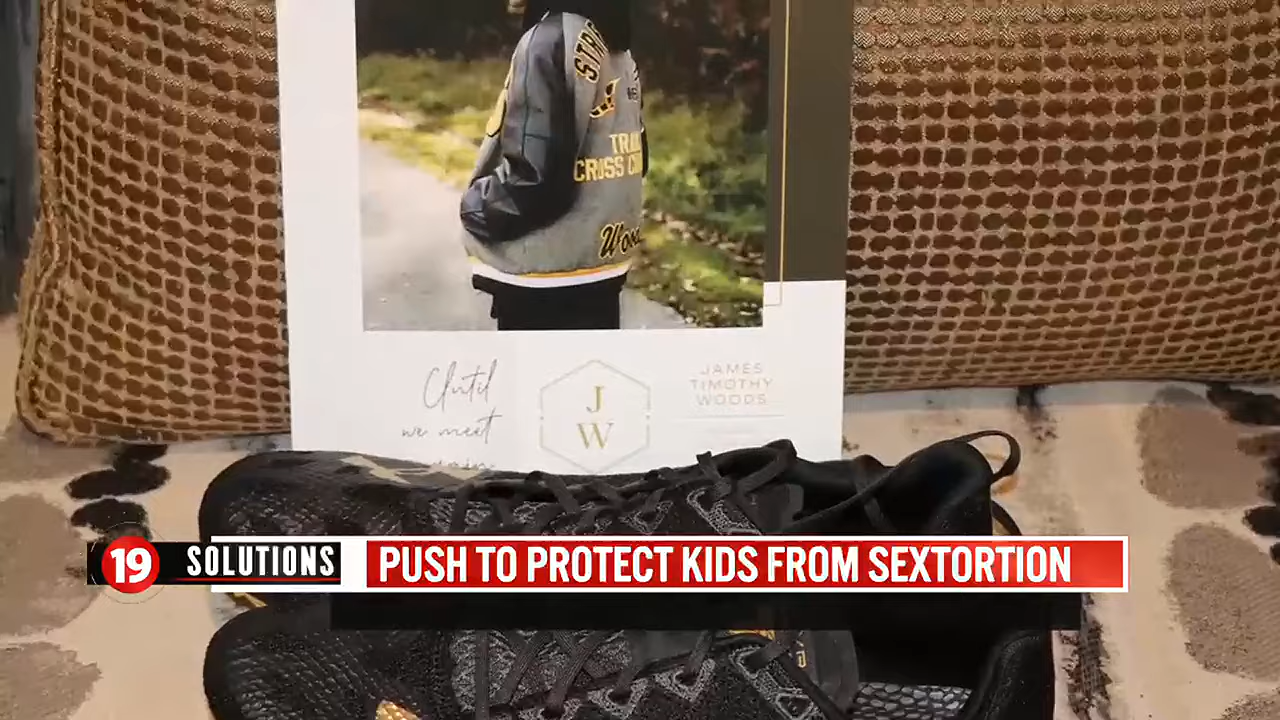 TRA
CROSS C
Until
we meet
J
W
JAMES
TIMOTHY
WOODS
19 SOLUTIONS
PUSH TO PROTECT KIDS FROM SEXTORTION